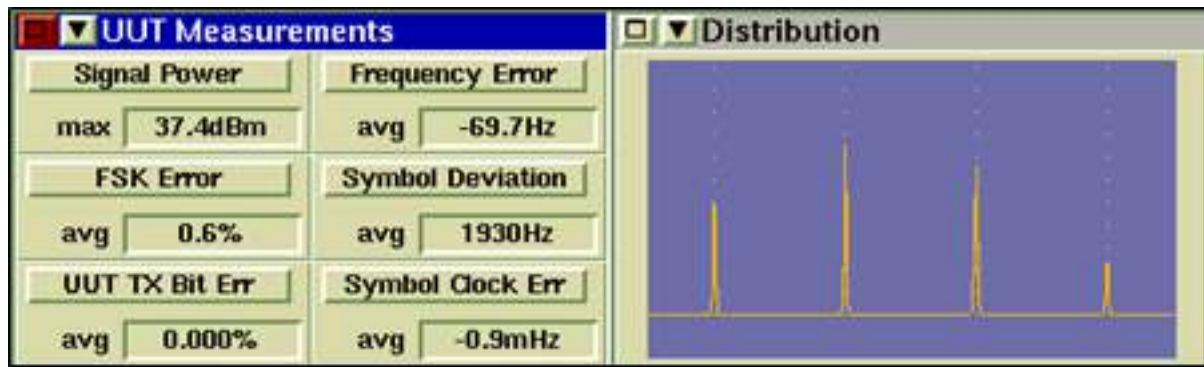 UUT Measurements
Signal Power
Frequency Error
max 37.4dBm
avg -69.7Hz
FSK Error
Symbol Deviation
avg 0.6%
avg 1930Hz
UUT TX Bit Err
Symbol Clock Err
avg 0.000%
avg -0.9mHz
Distribution